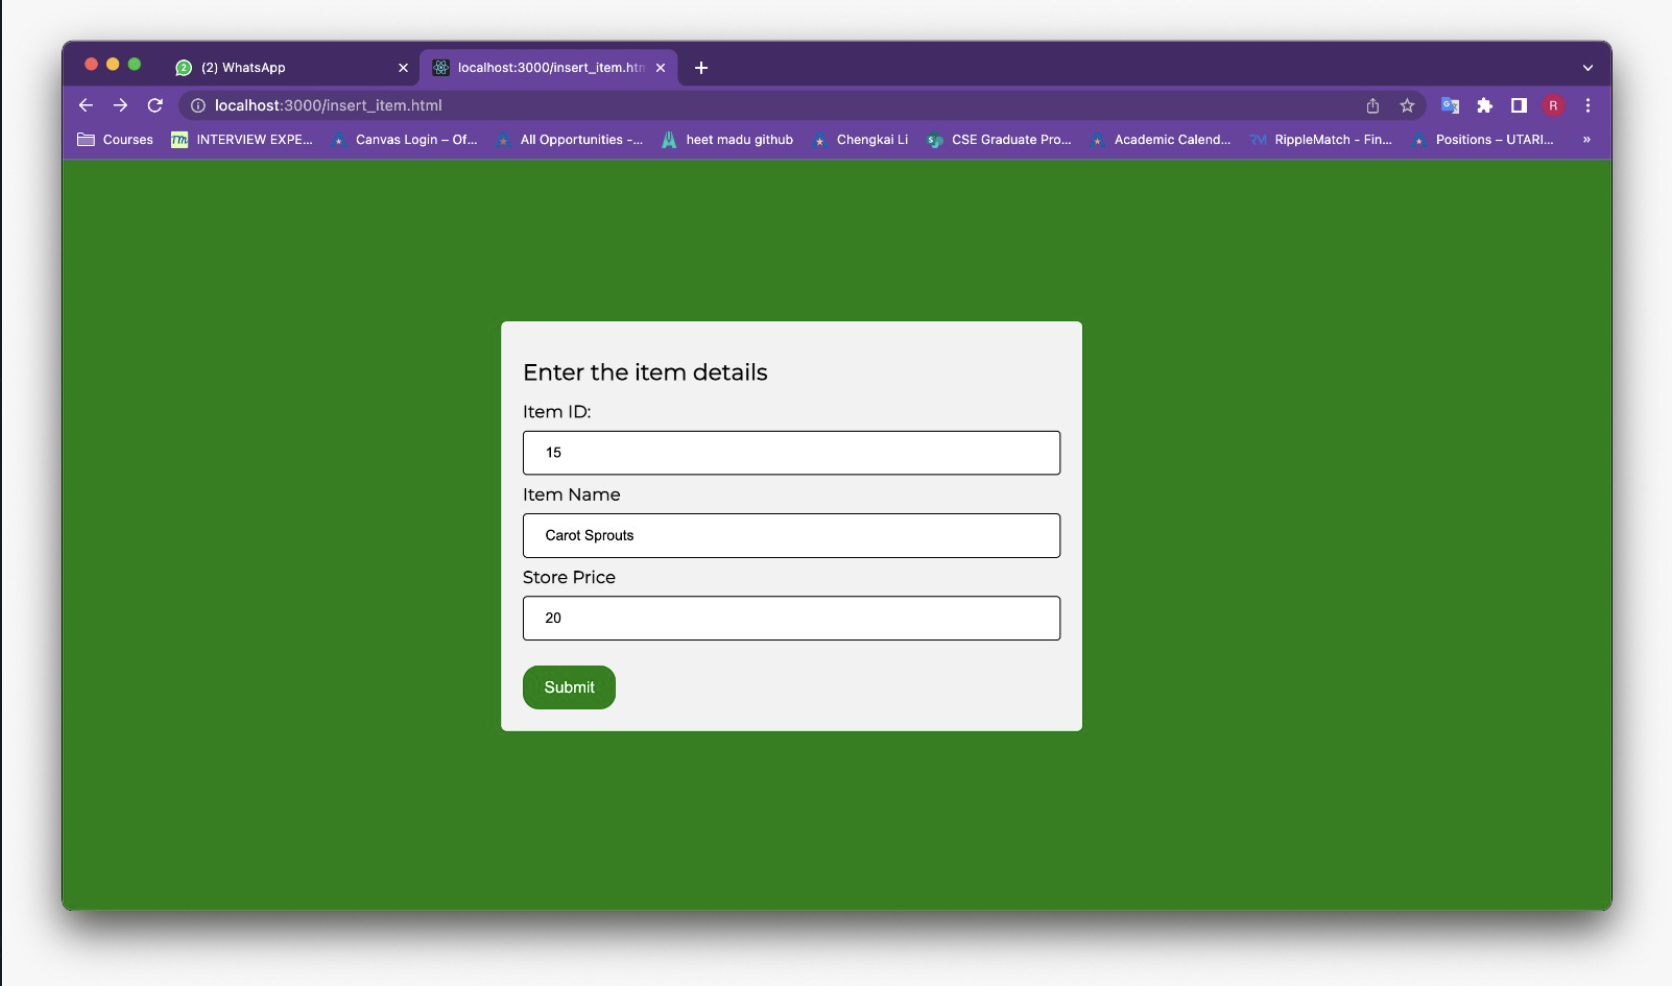 (2) WhatsApp
localhost:3000/insert_item.htm
localhost:3000/insert_item.html
R
Courses INTERVIEW EXPE... Canvas Login – Of... All Opportunities -... heet madu github Chengkai Li CSE Graduate Pro... Academic Calend... RippleMatch - Fin... Positions – UTARI... »
Enter the item details
Item ID:
15
Item Name
Carot Sprouts
Store Price
20
Submit